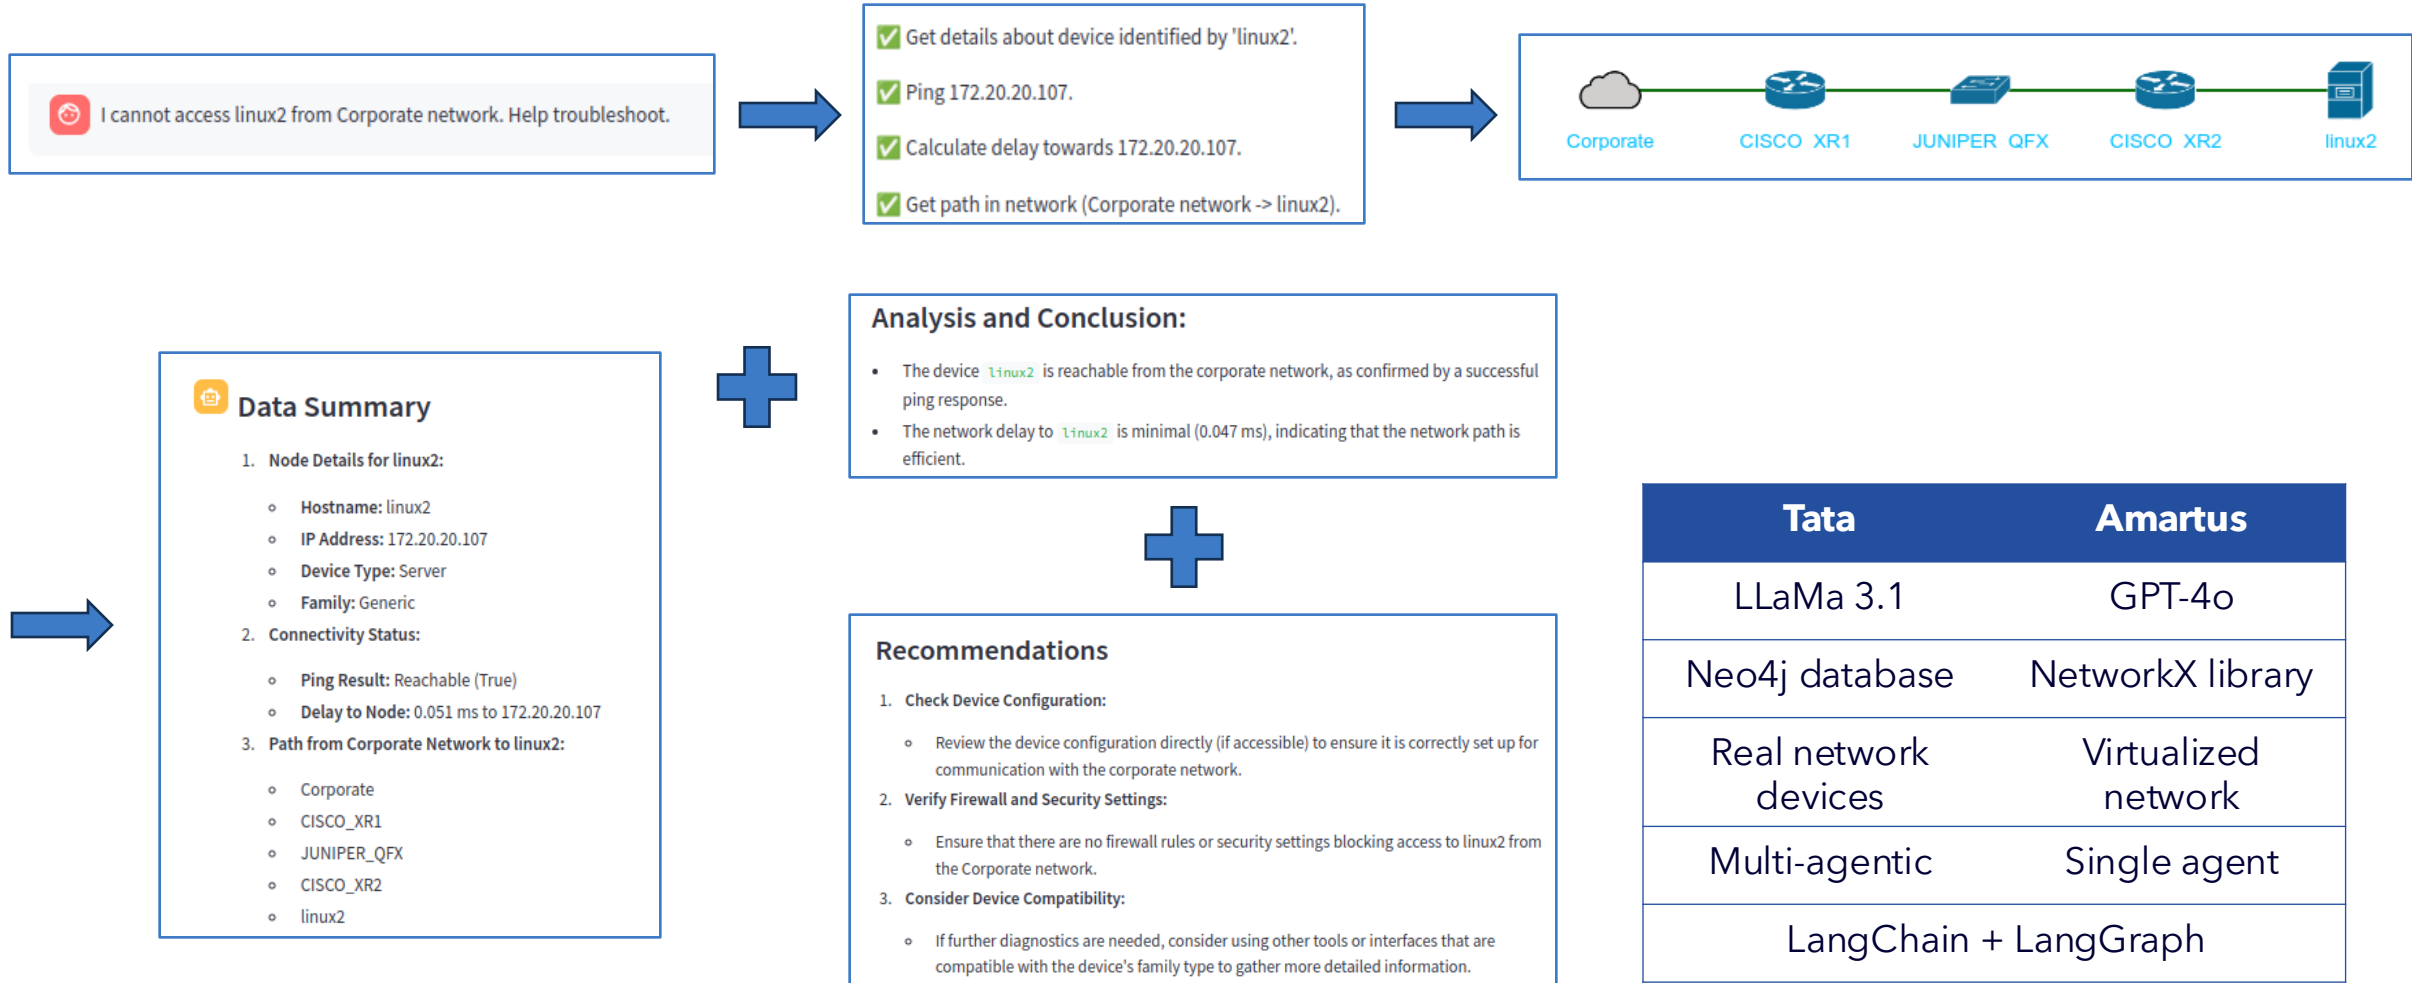 I cannot access linux2 from Corporate network. Help troubleshoot.
✅ Get details about device identified by 'linux2'.
✅ Ping 172.20.20.107.
✅ Calculate delay towards 172.20.20.107.
✅ Get path in network (Corporate network -> linux2).
Corporate
CISCO XR1
JUNIPER QFX
CISCO XR2
linux2
Data Summary
1. Node Details for linux2:
Hostname: linux2
IP Address: 172.20.20.107
Device Type: Server
Family: Generic
2. Connectivity Status:
Ping Result: Reachable (True)
Delay to Node: 0.051 ms to 172.20.20.107
3. Path from Corporate Network to linux2:
Corporate
CISCO_XR1
JUNIPER_QFX
CISCO_XR2
linux2
Analysis and Conclusion:
• The device linux2 is reachable from the corporate network, as confirmed by a successful
ping response.
• The network delay to linux2 is minimal (0.047 ms), indicating that the network path is
efficient.
Recommendations
1. Check Device Configuration:
Review the device configuration directly (if accessible) to ensure it is correctly set up for
communication with the corporate network.
2. Verify Firewall and Security Settings:
Ensure that there are no firewall rules or security settings blocking access to linux2 from
the Corporate network.
3. Consider Device Compatibility:
If further diagnostics are needed, consider using other tools or interfaces that are
compatible with the device's family type to gather more detailed information.
Tata Amartus
LLaMa 3.1 GPT-4o
Neo4j database NetworkX library
Real network
devices
Virtualized
network
Multi-agentic Single agent
LangChain + LangGraph